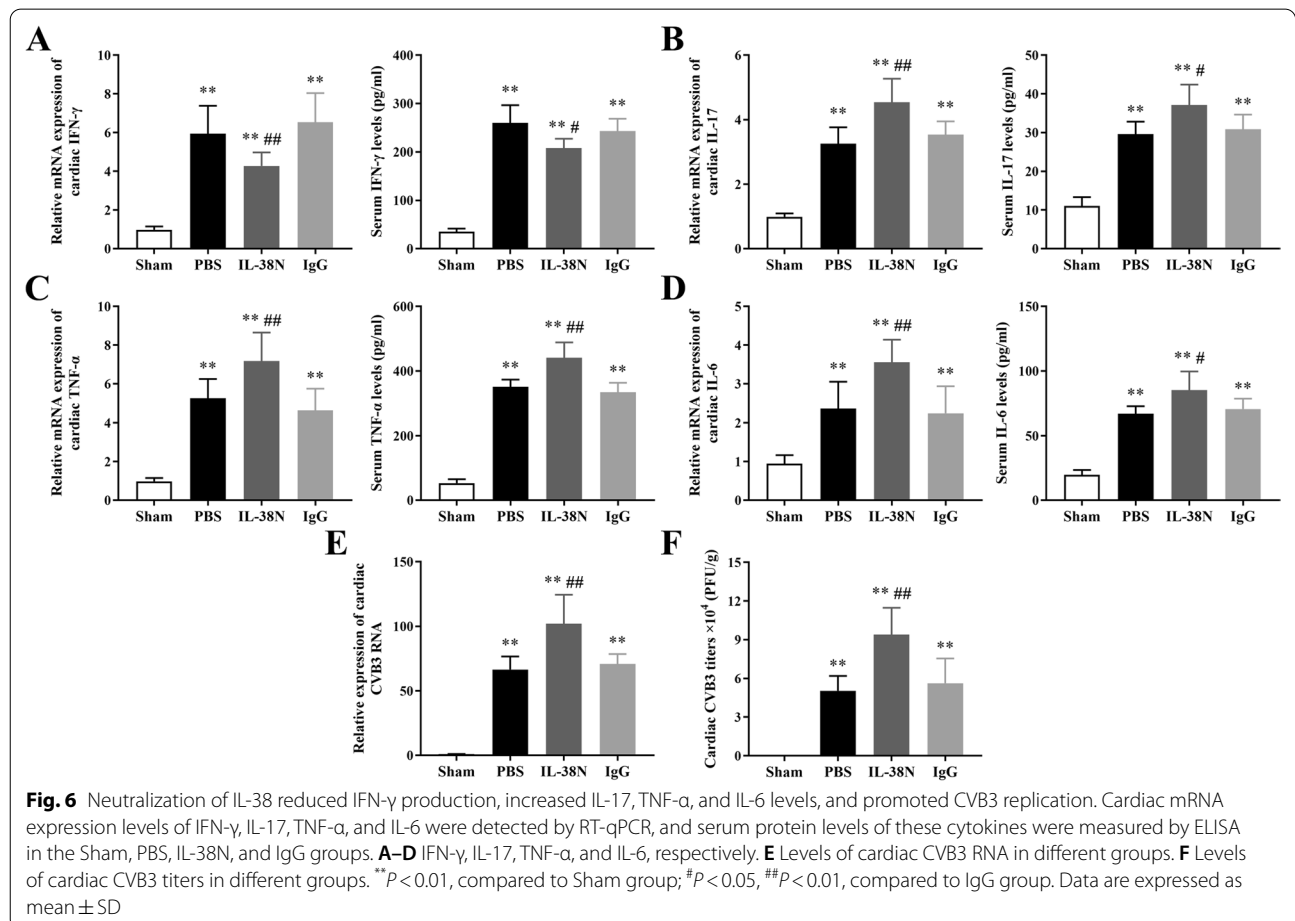 A
B
Relative mRNA expression of
cardiac IFN-γ
10
8
6
4
2
0
**
** ##
**
Sham PBS IL-38N IgG
Serum IFN-γ levels (pg/ml)
400
300
200
100
0
**
** #
**
Sham PBS IL-38N IgG
Relative mRNA expression of
cardiac IL-17
6
4
2
0
**
** ##
**
Sham PBS IL-38N IgG
Serum IL-17 levels (pg/ml)
50
40
30
20
10
0
**
** #
**
Sham PBS IL-38N IgG
C
D
Relative mRNA expression of
cardiac TNF-α
10
8
6
4
2
0
**
** ##
**
Sham PBS IL-38N IgG
Serum TNF-α levels (pg/ml)
600
400
200
0
**
** ##
**
Sham PBS IL-38N IgG
Relative mRNA expression of
cardiac IL-6
5
4
3
2
1
0
**
** ##
**
Sham PBS IL-38N IgG
Serum IL-6 levels (pg/ml)
150
100
50
0
**
** #
**
Sham PBS IL-38N IgG
E
F
Relative expression of cardiac
CVB3 RNA
150
100
50
0
**
** ##
**
Sham PBS IL-38N IgG
Cardiac CVB3 titers ×10⁴ (PFU/g)
15
12
9
6
3
0
**
** ##
**
Sham PBS IL-38N IgG
Fig. 6 Neutralization of IL-38 reduced IFN-γ production, increased IL-17, TNF-α, and IL-6 levels, and promoted CVB3 replication. Cardiac mRNA
expression levels of IFN-γ, IL-17, TNF-α, and IL-6 were detected by RT-qPCR, and serum protein levels of these cytokines were measured by ELISA
in the Sham, PBS, IL-38N, and IgG groups. A–D IFN-γ, IL-17, TNF-α, and IL-6, respectively. E Levels of cardiac CVB3 RNA in different groups. F Levels
of cardiac CVB3 titers in different groups. **P < 0.01, compared to Sham group; #P < 0.05, ##P < 0.01, compared to IgG group. Data are expressed as
mean ± SD